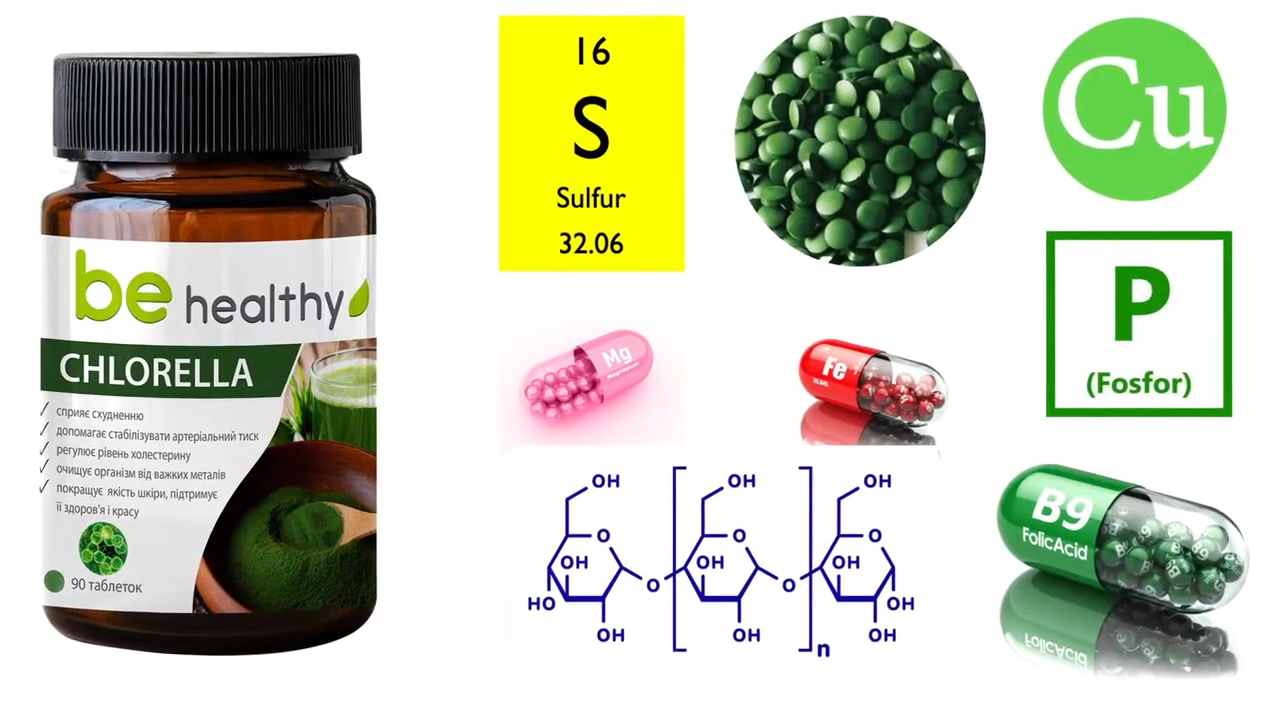 be healthy
CHLORELLA
сприяє схудненню
допомагає стабілізувати артеріальний тиск
регулює рівень холестерину
очищує організм від важких металів
покращує якість шкіри, підтримує
її здоров'я і красу
90 таблеток
16
S
Sulfur
32.06
Cu
P
(Fosfor)
Mg
Magnesium
Fe
B9
FolicAcid
OH
OH
OH
O
O
O
OH
OH
OH
O
O
HO
OH
OH
OH
OH
n